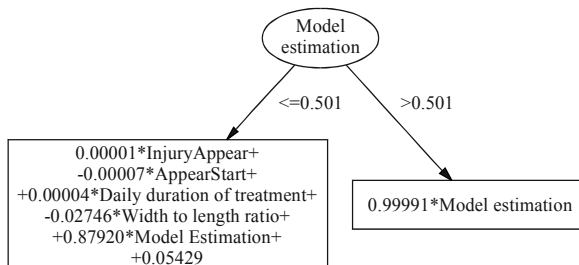 Model
estimation
<=0.501
>0.501
0.00001*InjuryAppear+
-0.00007*AppearStart+
+0.00004*Daily duration of treatment+
-0.02746*Width to length ratio+
+0.87920*Model Estimation+
+0.05429
0.99991*Model estimation